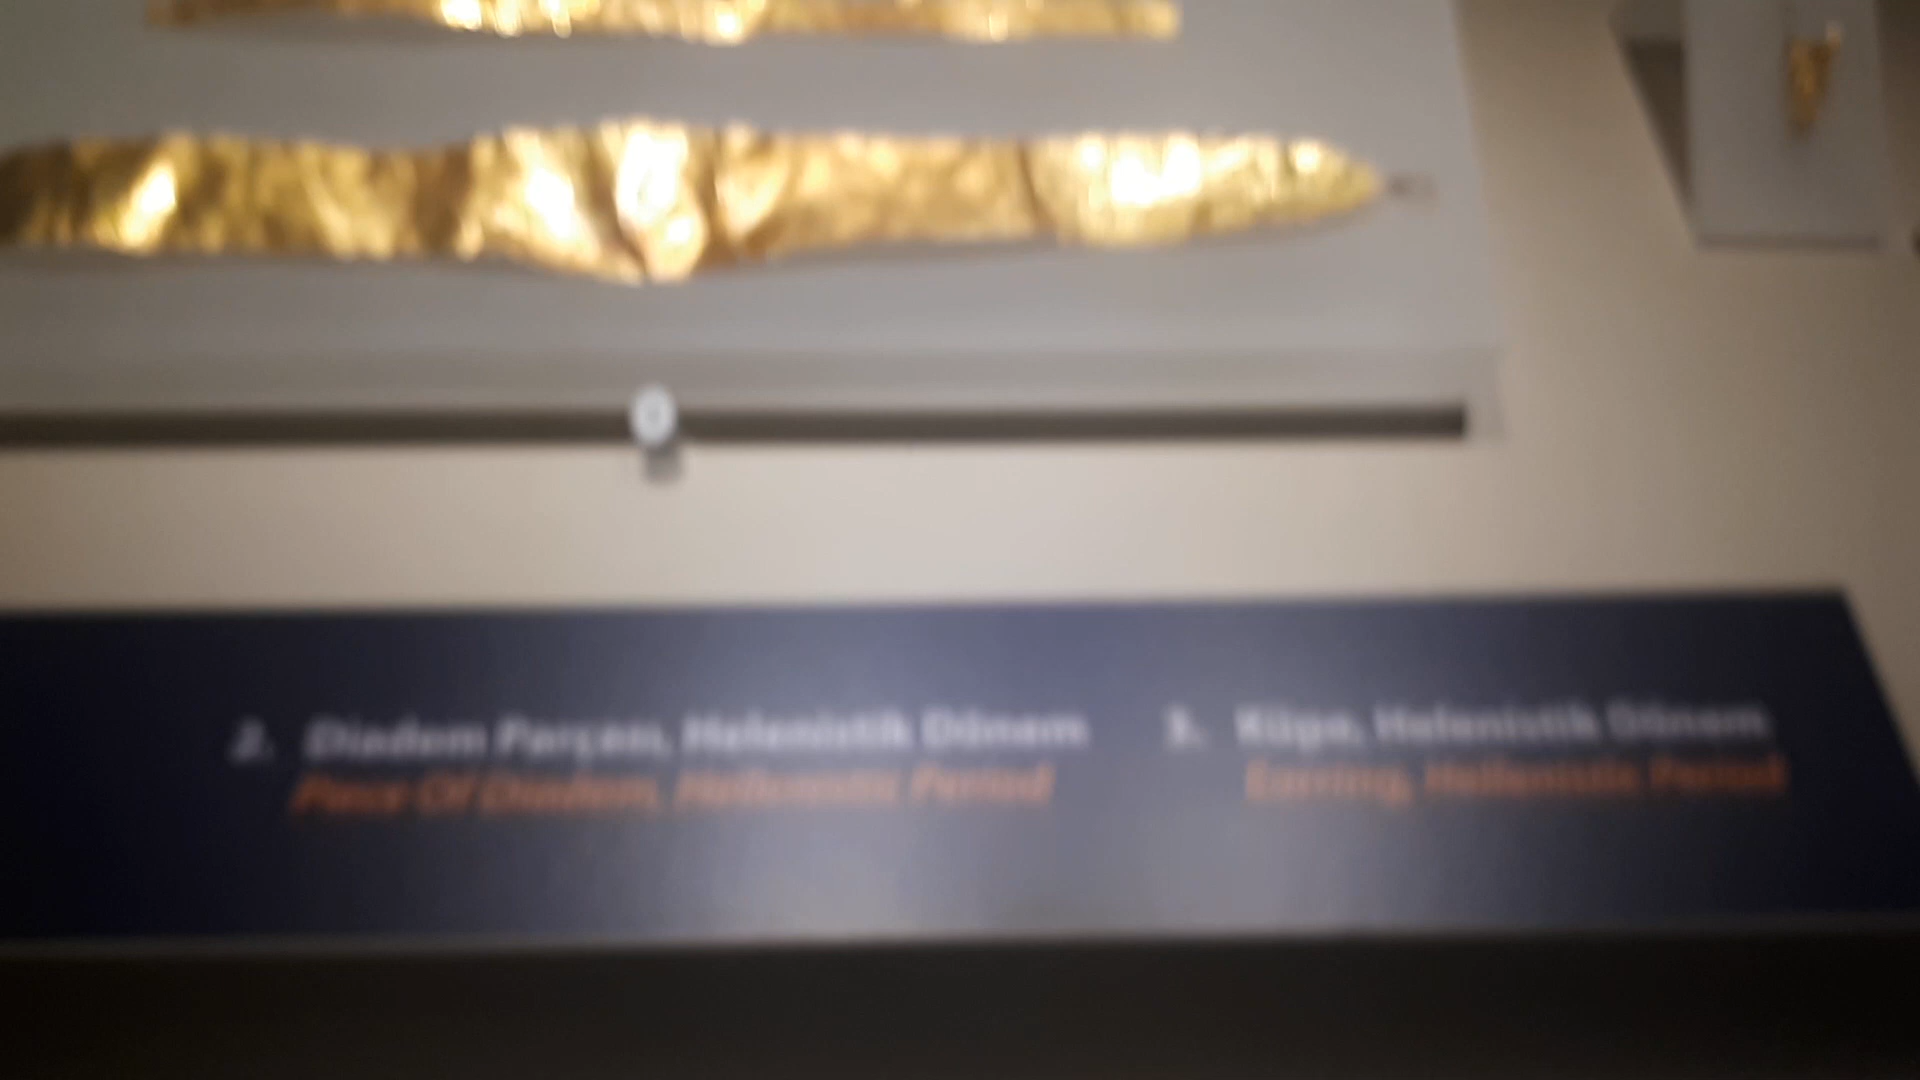 2. Diadem Parçası, Helenistik Dönem
Piece Of Diadem, Hellenistic Period
3. Küpe, Helenistik Dönem
Earring, Hellenistic Period